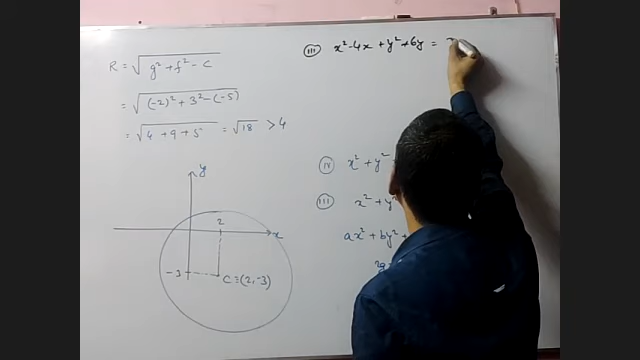 R = √(g² + f² - c)
= √((-2)² + 3² - (-5))
= √(4 + 9 + 5) = √18 > 4
y
2
x
-3
C≡(2,-3)
(iii) x² - 4x + y² + 6y =
(iv) x² + y²
(iii) x² + y²
ax² + by² +
2g